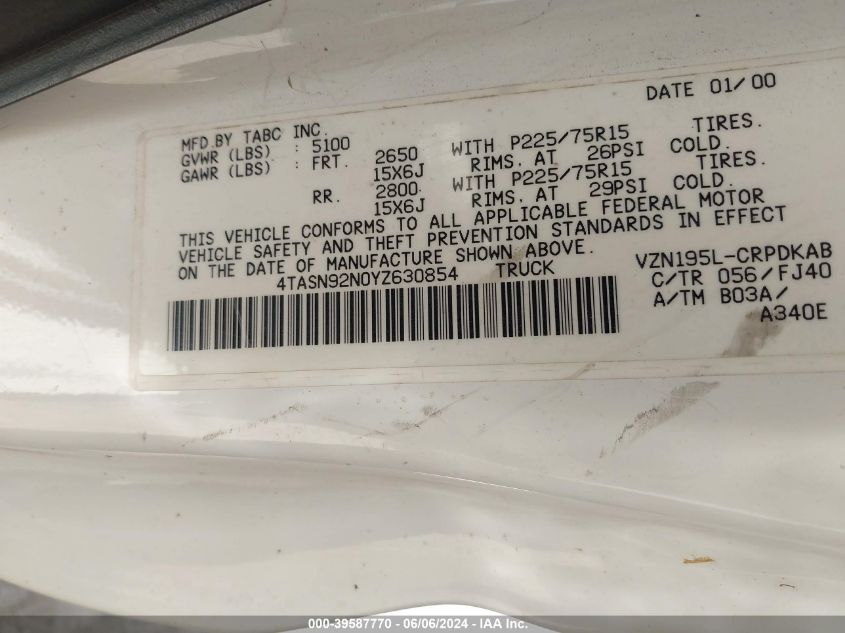 DATE 01/00
MFD.BY TABC INC.
GVWR (LBS) : 5100
GAWR (LBS) : FRT. 2650 WITH P225/75R15 TIRES.
15X6J RIMS. AT 26PSI COLD.
RR. 2800 WITH P225/75R15 TIRES.
15X6J RIMS. AT 29PSI COLD.
THIS VEHICLE CONFORMS TO ALL APPLICABLE FEDERAL MOTOR
VEHICLE SAFETY AND THEFT PREVENTION STANDARDS IN EFFECT
ON THE DATE OF MANUFACTURE SHOWN ABOVE.
4TASN92N0YZ630854 TRUCK
VZN195L-CRPDKAB
C/TR 056/FJ40
A/TM B03A/
A340E
000-39587770 - 06/06/2024 - IAA Inc.